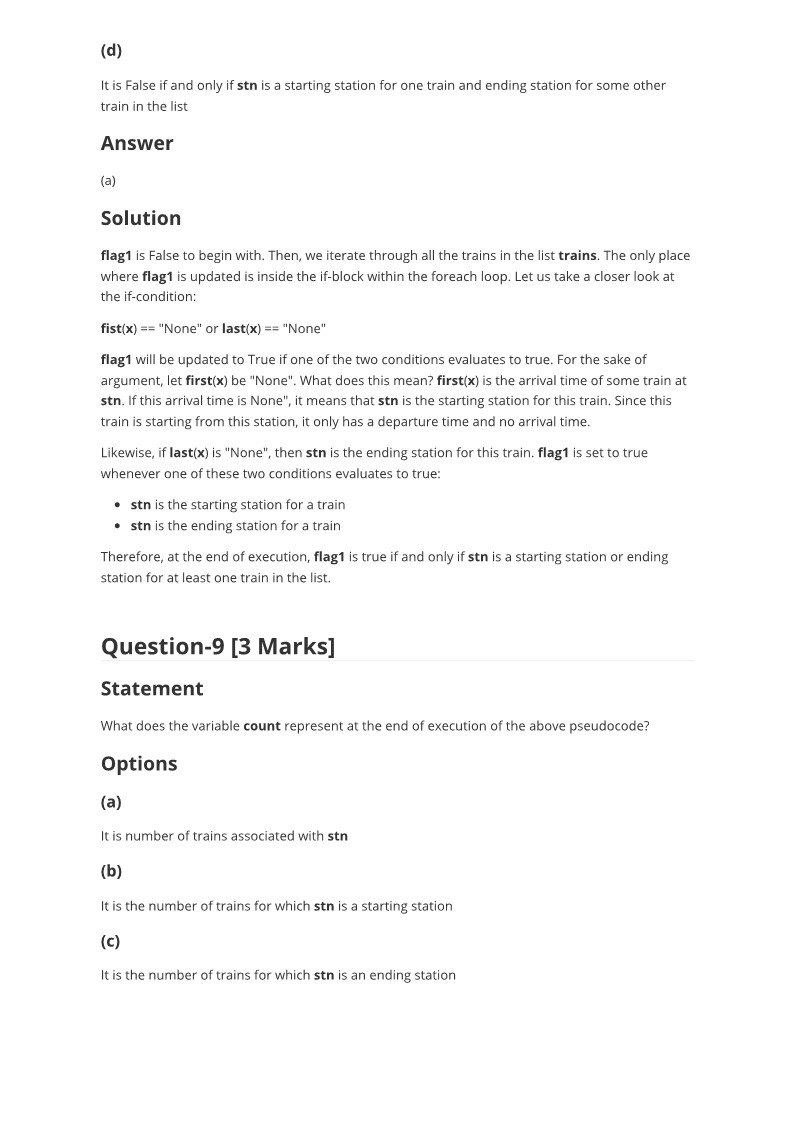 (d)
It is False if and only if stn is a starting station for one train and ending station for some other
train in the list
Answer
(a)
Solution
flag1 is False to begin with. Then, we iterate through all the trains in the list trains. The only place
where flag1 is updated is inside the if-block within the foreach loop. Let us take a closer look at
the if-condition:
fist(x) == "None" or last(x) == "None"
flag1 will be updated to True if one of the two conditions evaluates to true. For the sake of
argument, let first(x) be "None". What does this mean? first(x) is the arrival time of some train at
stn. If this arrival time is None", it means that stn is the starting station for this train. Since this
train is starting from this station, it only has a departure time and no arrival time.
Likewise, if last(x) is "None", then stn is the ending station for this train. flag1 is set to true
whenever one of these two conditions evaluates to true:
• stn is the starting station for a train
• stn is the ending station for a train
Therefore, at the end of execution, flag1 is true if and only if stn is a starting station or ending
station for at least one train in the list.
Question-9 [3 Marks]
Statement
What does the variable count represent at the end of execution of the above pseudocode?
Options
(a)
It is number of trains associated with stn
(b)
It is the number of trains for which stn is a starting station
(c)
It is the number of trains for which stn is an ending station